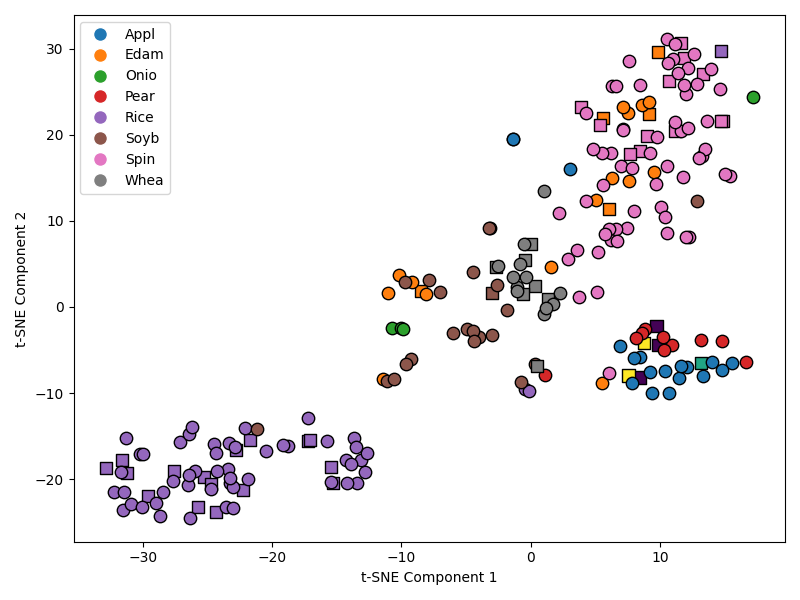 Appl
Edam
Onio
Pear
Rice
Soyb
Spin
Whea
30
20
10
0
−10
−20
−30
−20
−10
0
10
t-SNE Component 1
t-SNE Component 2